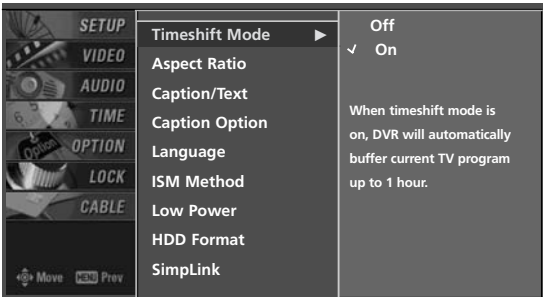 SETUP
VIDEO
AUDIO
TIME
OPTION
LOCK
CABLE
Move MENU Prev
Timeshift Mode ►
Aspect Ratio
Caption/Text
Caption Option
Language
ISM Method
Low Power
HDD Format
SimpLink
Off
✓ On
When timeshift mode is
on, DVR will automatically
buffer current TV program
up to 1 hour.